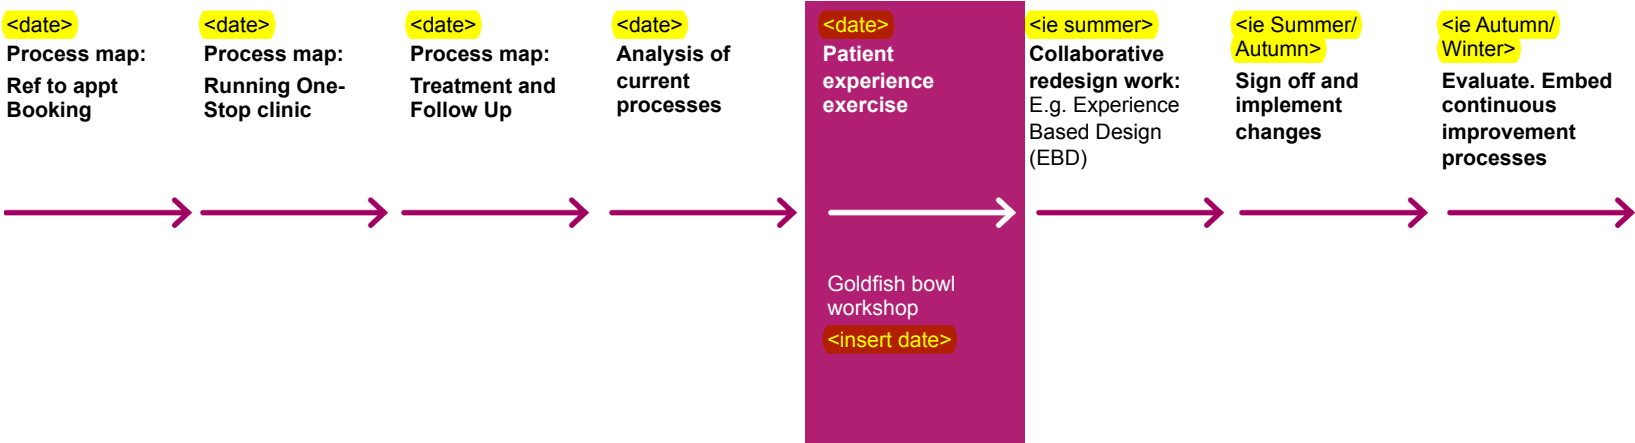 <date>
Process map:
Ref to appt
Booking
<date>
Process map:
Running One-
Stop clinic
<date>
Process map:
Treatment and
Follow Up
<date>
Analysis of
current
processes
<date>
Patient
experience
exercise
Goldfish bowl
workshop
<insert date>
<ie summer>
Collaborative
redesign work:
E.g. Experience
Based Design
(EBD)
<ie Summer/
Autumn>
Sign off and
implement
changes
<ie Autumn/
Winter>
Evaluate. Embed
continuous
improvement
processes